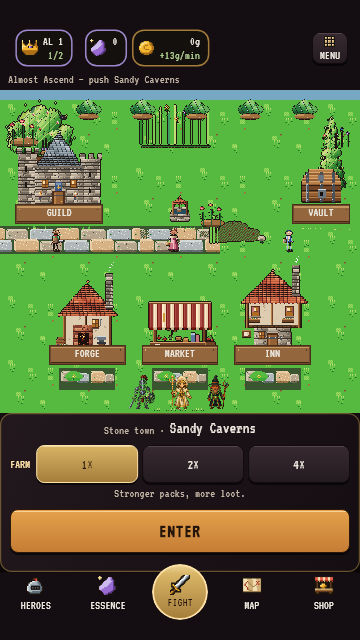 AL 1
1/2
0
0g
+13g/min
MENU
Almost Ascend – push Sandy Caverns
GUILD
VAULT
FORGE
MARKET
INN
Stone town · Sandy Caverns
FARM
1X
2X
4X
Stronger packs, more loot.
ENTER
HEROES
ESSENCE
FIGHT
MAP
SHOP